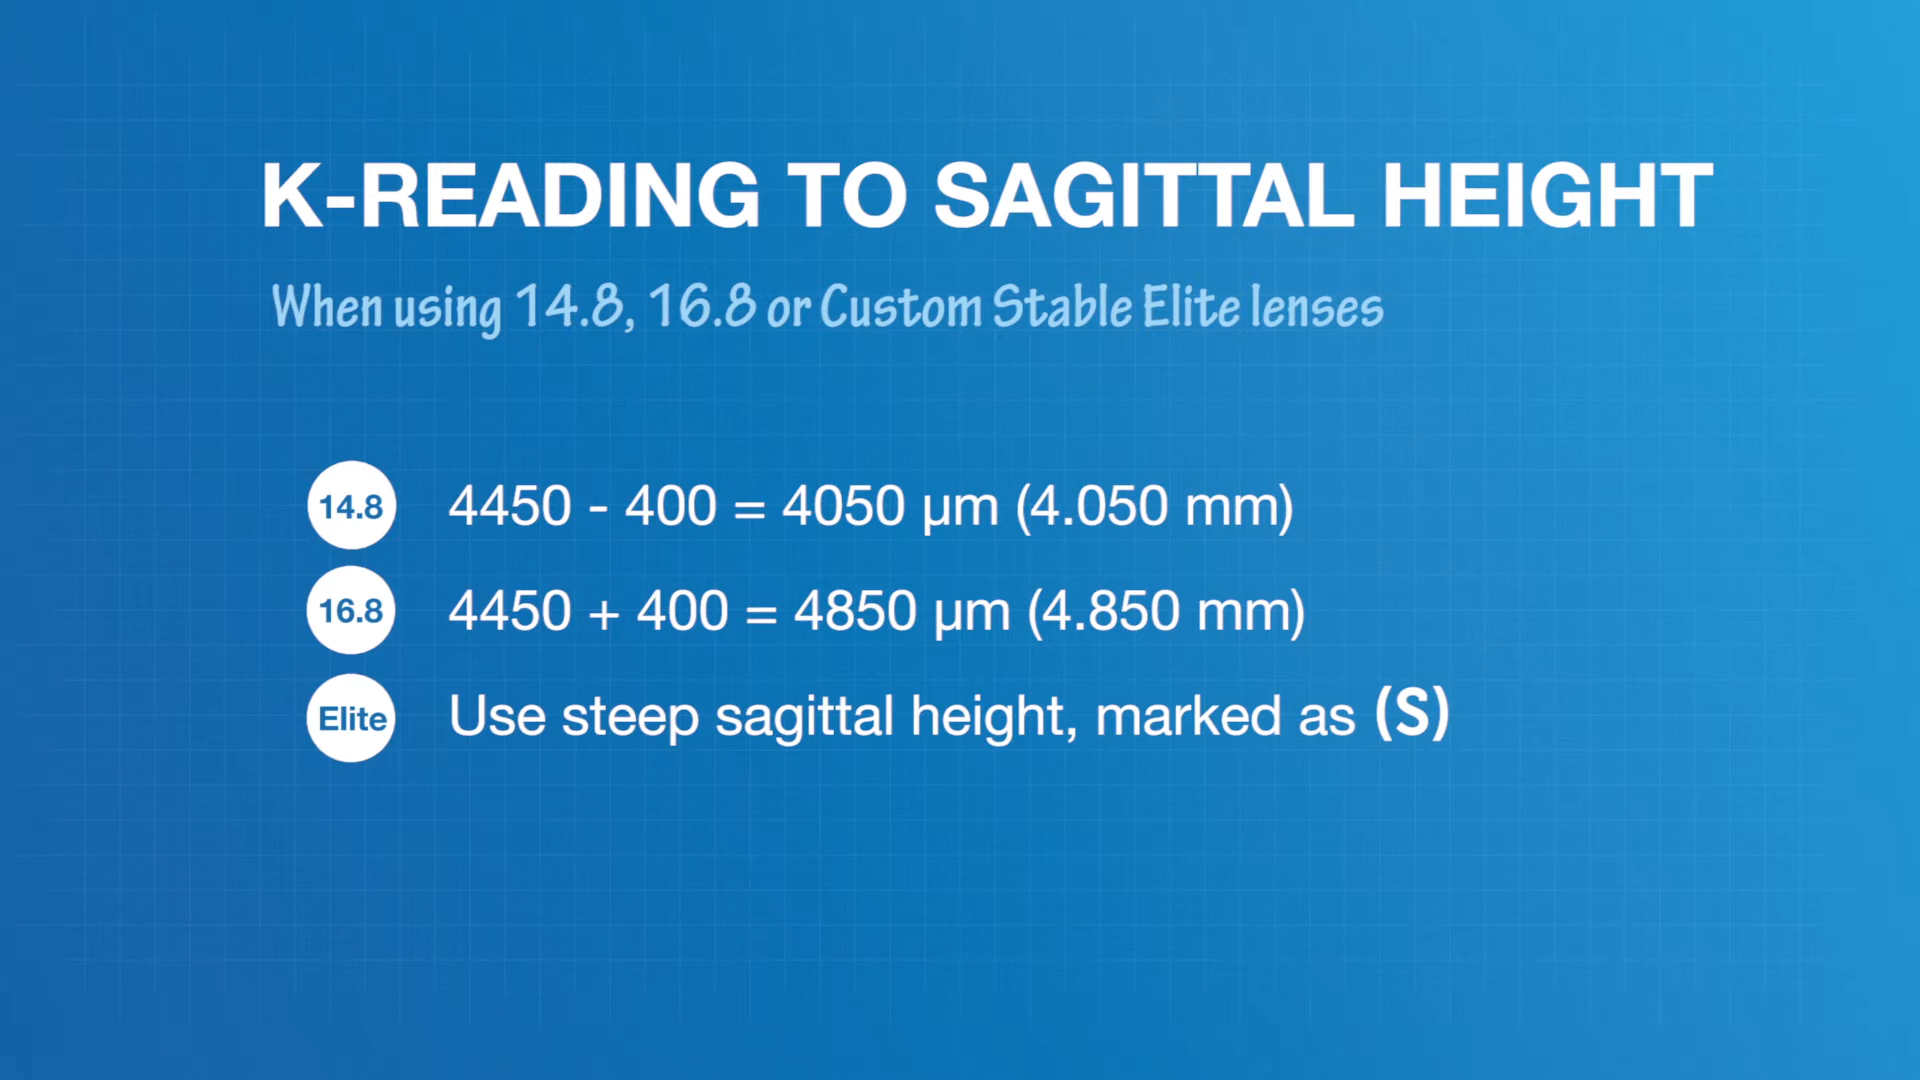 K-READING TO SAGITTAL HEIGHT
When using 14.8, 16.8 or Custom Stable Elite lenses
14.8 4450 - 400 = 4050 µm (4.050 mm)
16.8 4450 + 400 = 4850 µm (4.850 mm)
Elite Use steep sagittal height, marked as (S)